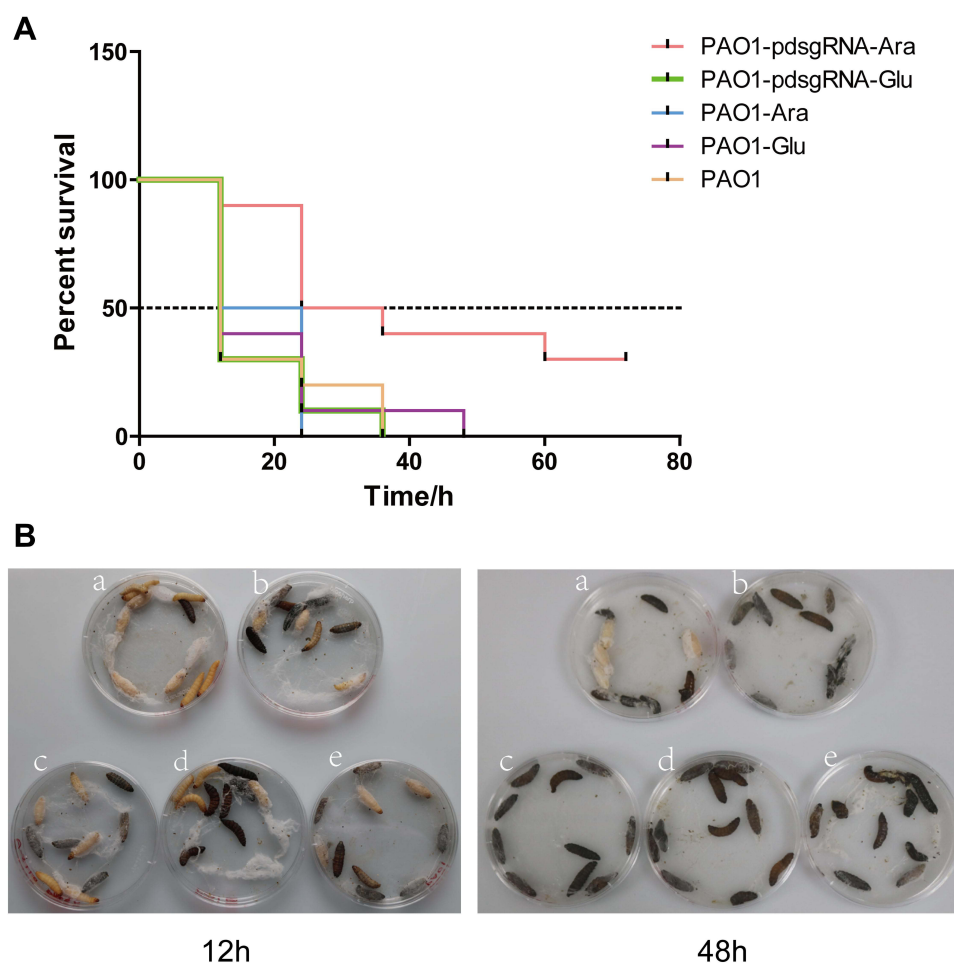 A
150
100
50
0
Percent survival
0 20 40 60 80
Time/h
PAO1-pdsgRNA-Ara
PAO1-pdsgRNA-Glu
PAO1-Ara
PAO1-Glu
PAO1
B
a b
c d e
a b
c d e
12h 48h